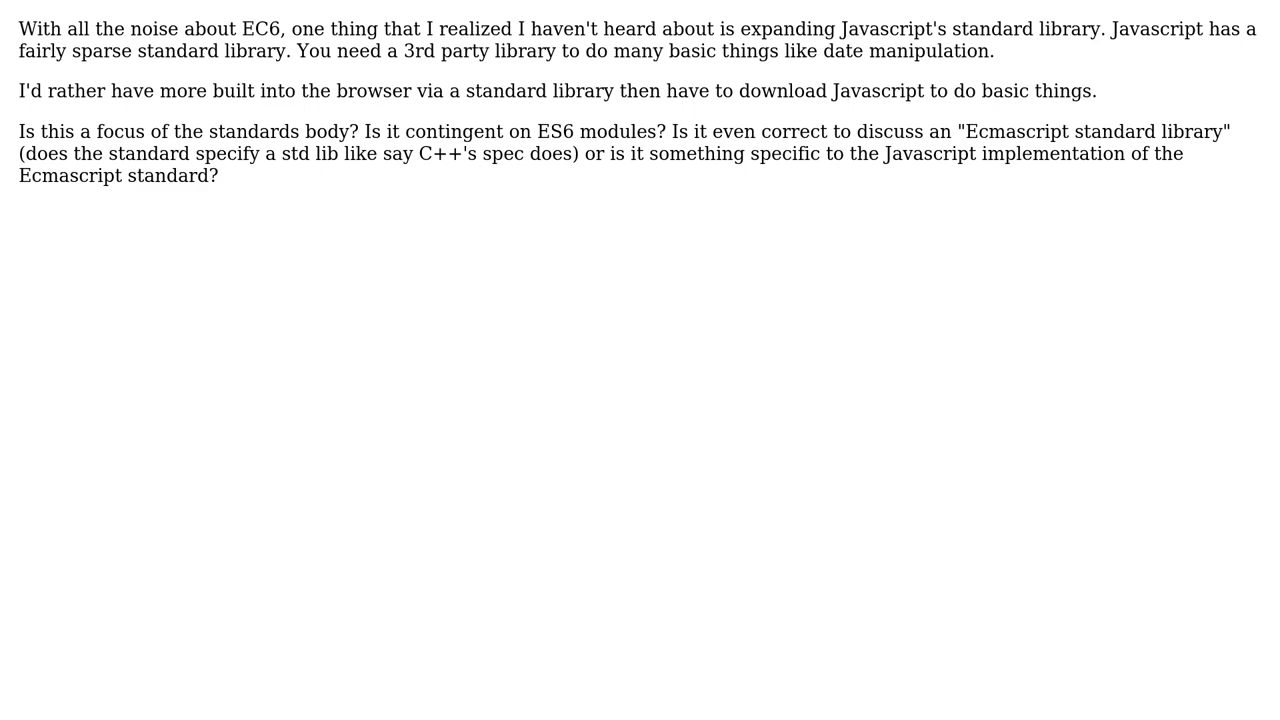 With all the noise about EC6, one thing that I realized I haven't heard about is expanding Javascript's standard library. Javascript has a
fairly sparse standard library. You need a 3rd party library to do many basic things like date manipulation.
I'd rather have more built into the browser via a standard library then have to download Javascript to do basic things.
Is this a focus of the standards body? Is it contingent on ES6 modules? Is it even correct to discuss an "Ecmascript standard library"
(does the standard specify a std lib like say C++'s spec does) or is it something specific to the Javascript implementation of the
Ecmascript standard?